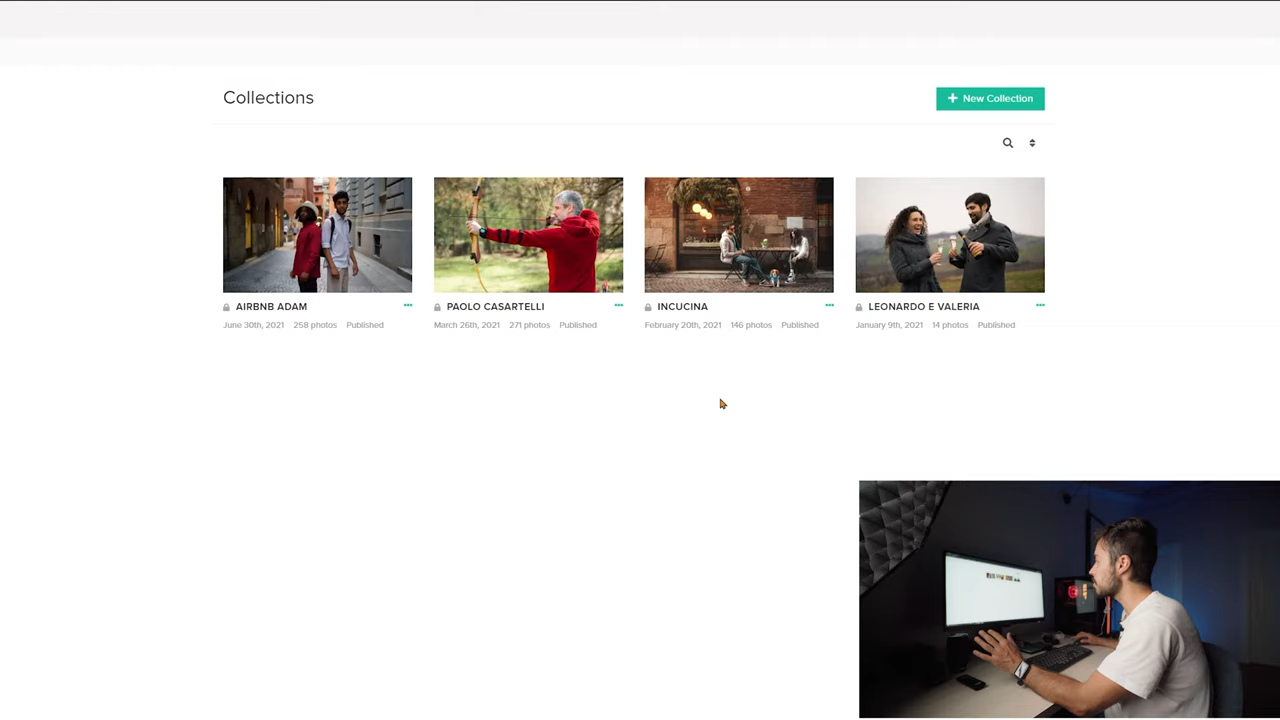 Collections
+ New Collection
AIRBNB ADAM
June 30th, 2021 258 photos Published
PAOLO CASARTELLI
March 26th, 2021 271 photos Published
INCUCINA
February 20th, 2021 146 photos Published
LEONARDO E VALERIA
January 9th, 2021 14 photos Published